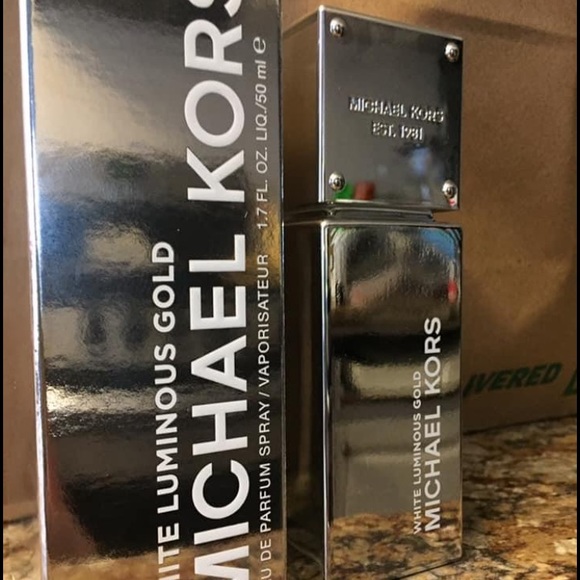 HITE LUMINOUS GOLD
MICHAEL KORS
U DE PARFUM SPRAY / VAPORISATEUR 1.7 FL. OZ. LIQ./50 ml e
MICHAEL KORS
EST. 1981
WHITE LUMINOUS GOLD
MICHAEL KORS
IVERED